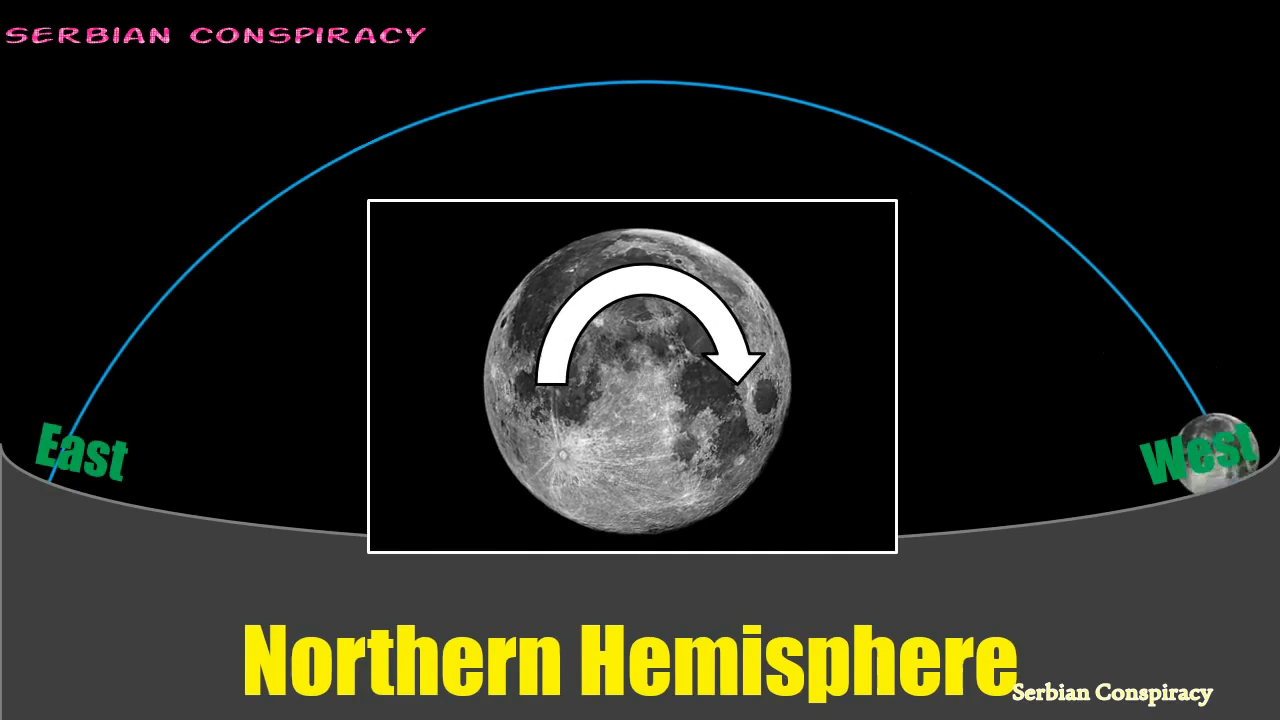 SERBIAN CONSPIRACY
East
West
Northern Hemisphere
Serbian Conspiracy